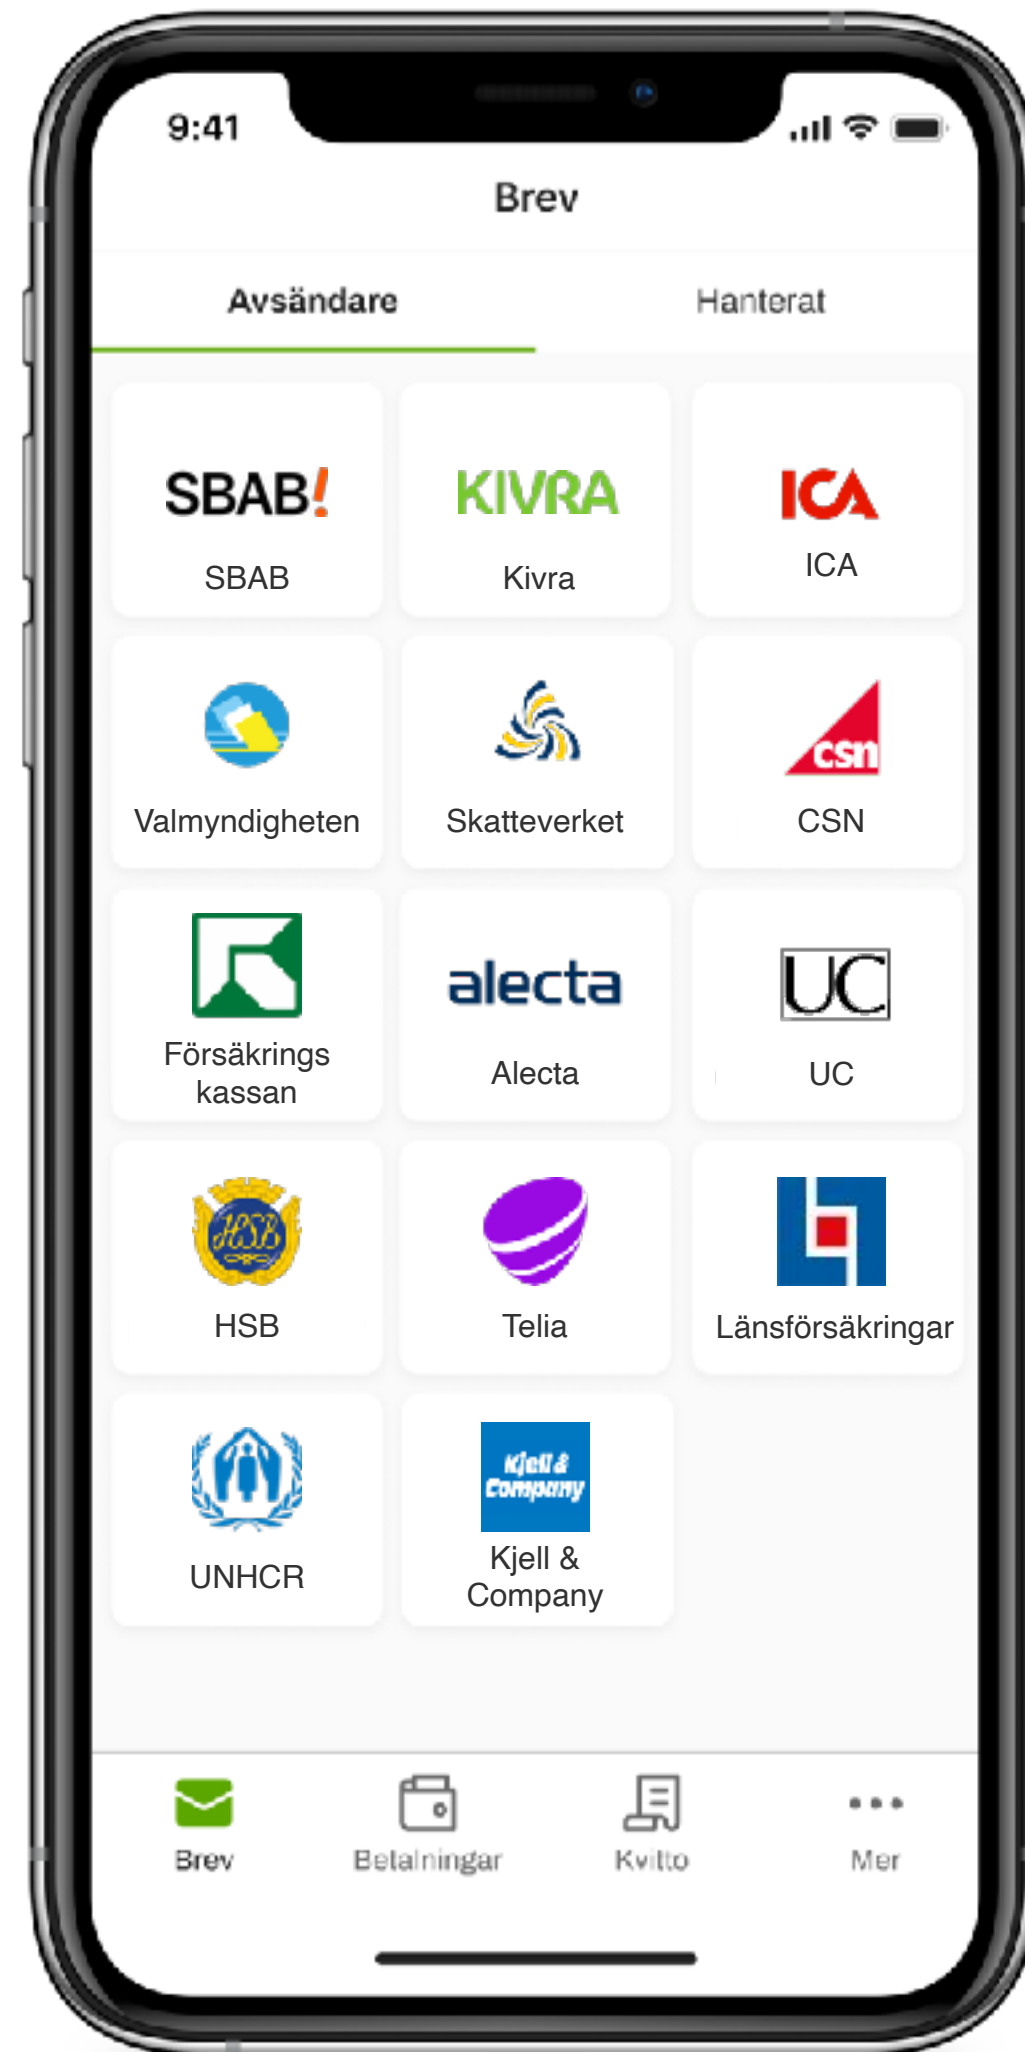 9:41
Brev
Avsändare
Hanterat
SBAB!
KIVRA
ICA
SBAB
Kivra
ICA
csn
Valmyndigheten
Skatteverket
CSN
alecta
UC
Försäkrings
kassan
Alecta
UC
HSB
HSB
Telia
Länsförsäkringar
Kjell &
Company
UNHCR
Kjell &
Company
Brev
Betalningar
Kvitto
Mer